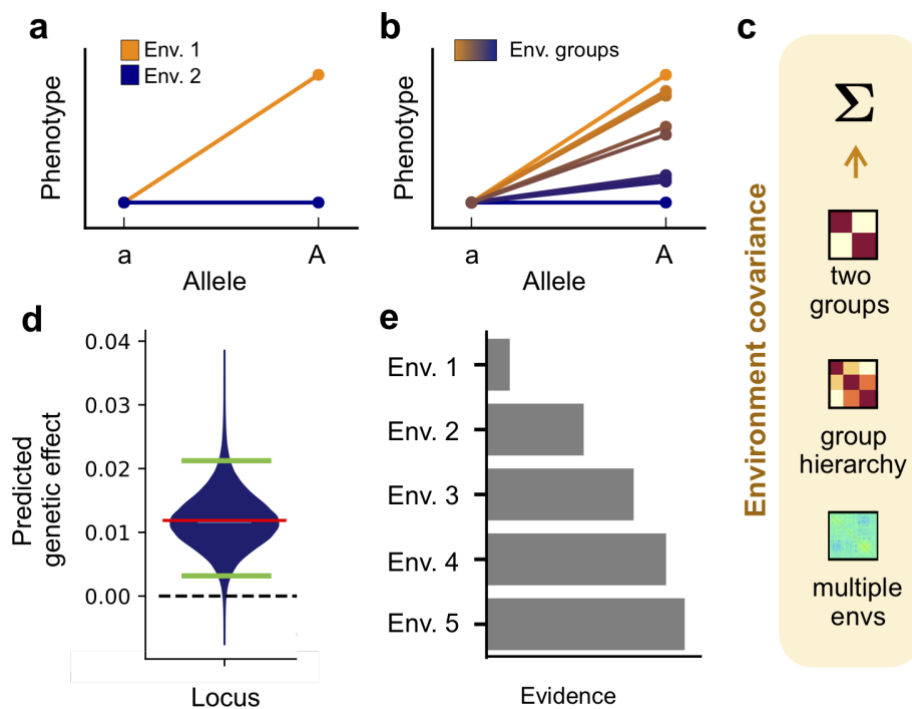 a
Env. 1
Env. 2
Phenotype
a
A
Allele
b
Env. groups
Phenotype
a
A
Allele
c
Environment covariance
Σ
two
groups
group
hierarchy
multiple
envs
d
Predicted
genetic effect
0.04
0.03
0.02
0.01
0.00
Locus
e
Env. 1
Env. 2
Env. 3
Env. 4
Env. 5
Evidence